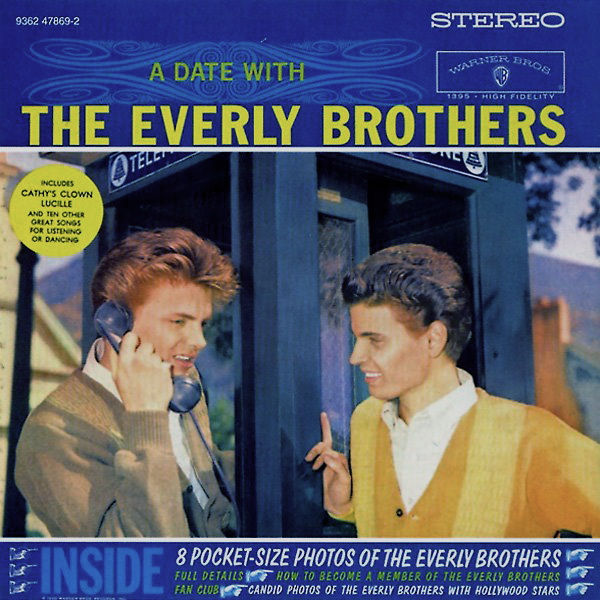 9362 47869-2
STEREO
A DATE WITH
WARNER BROS.
WB
1395 • HIGH FIDELITY
THE EVERLY BROTHERS
INCLUDES
CATHY'S CLOWN
LUCILLE
AND TEN OTHER
GREAT SONGS
FOR LISTENING
OR DANCING
INSIDE
8 POCKET-SIZE PHOTOS OF THE EVERLY BROTHERS
FULL DETAILS HOW TO BECOME A MEMBER OF THE EVERLY BROTHERS
FAN CLUB CANDID PHOTOS OF THE EVERLY BROTHERS WITH HOLLYWOOD STARS